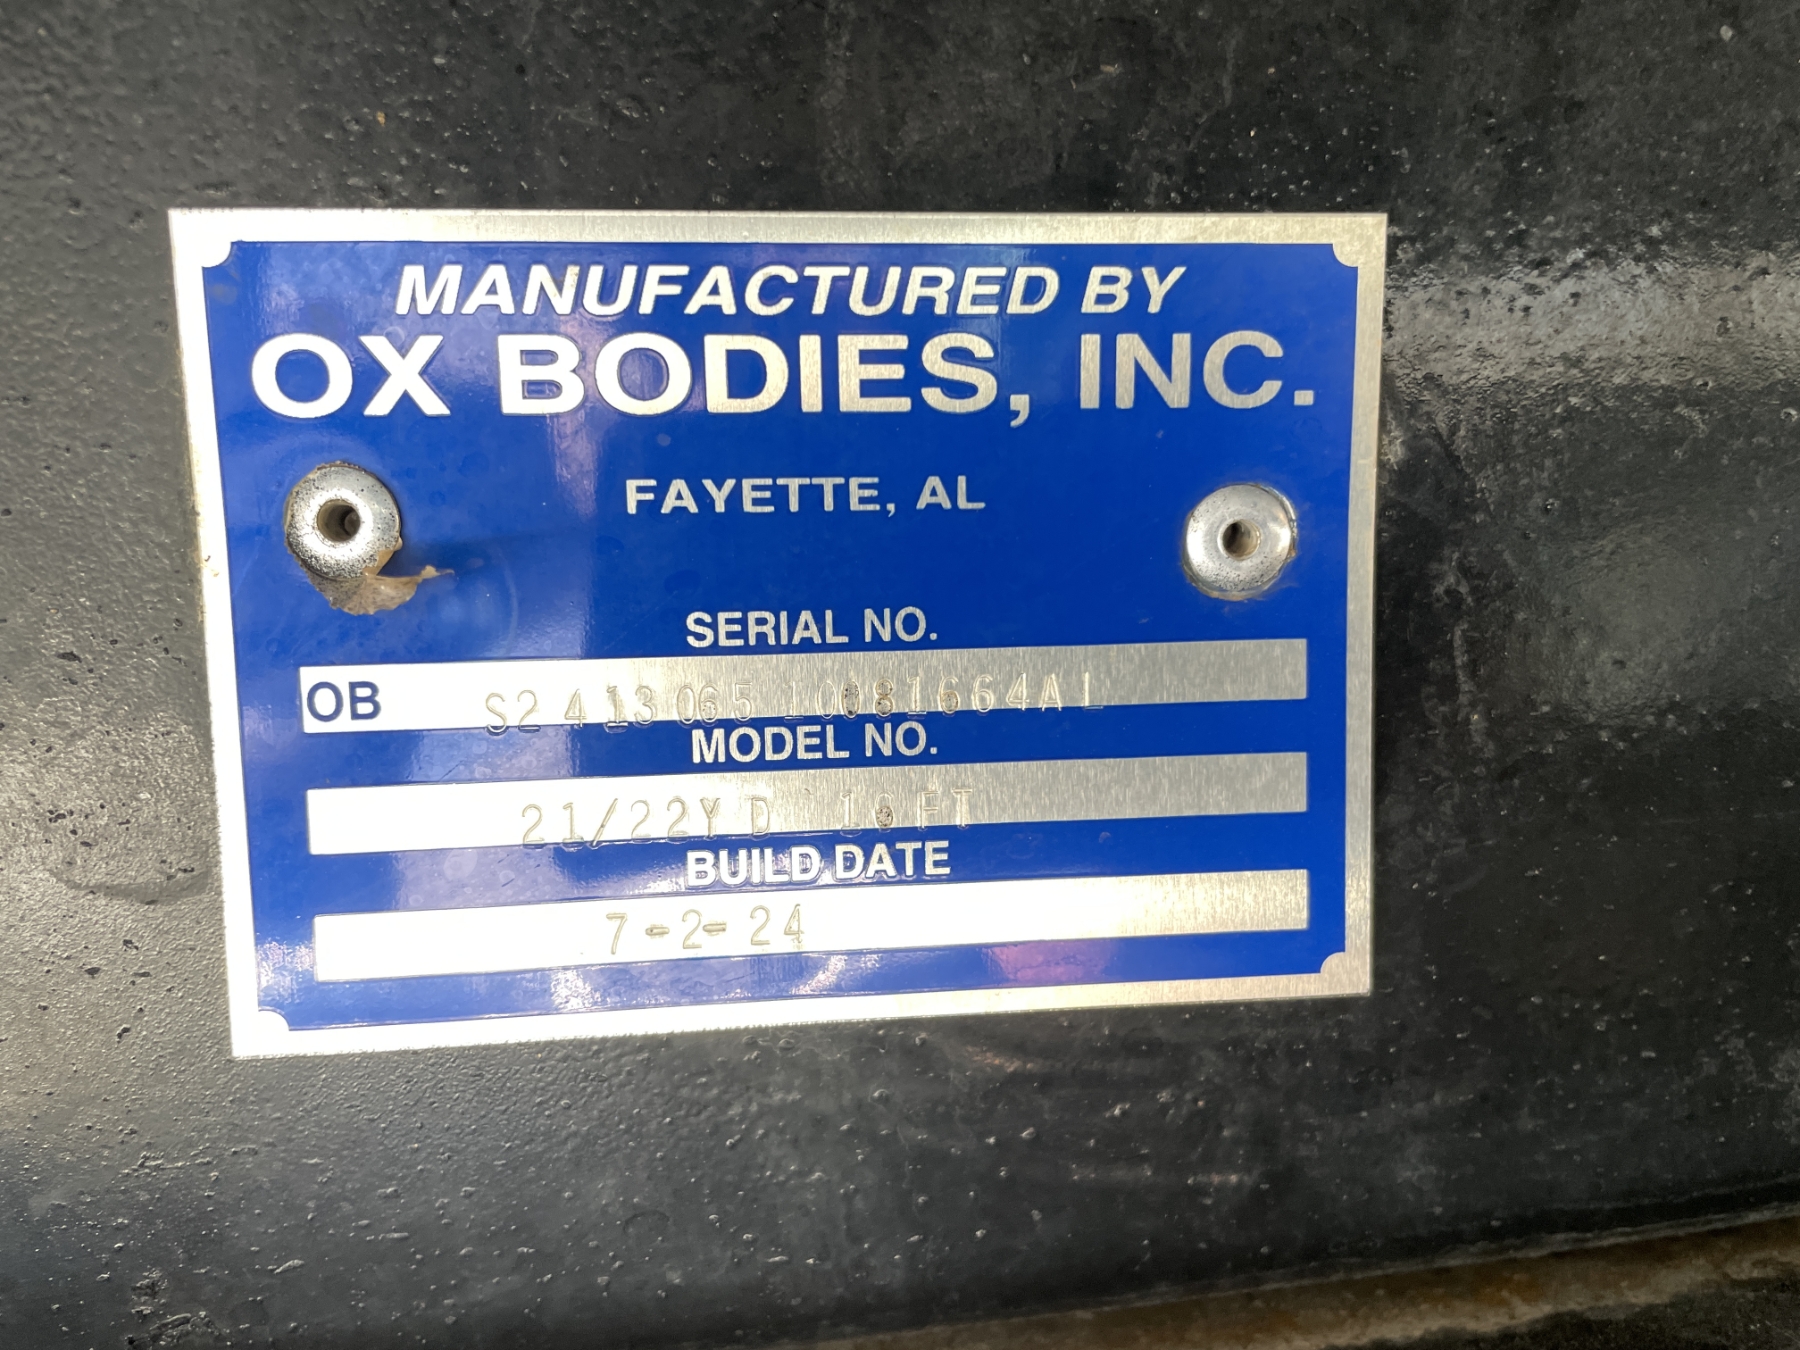 MANUFACTURED BY
OX BODIES, INC.
FAYETTE, AL
SERIAL NO.
OB S2413065 10081664AL
MODEL NO.
21/22YD FT
BUILD DATE
7-2-24